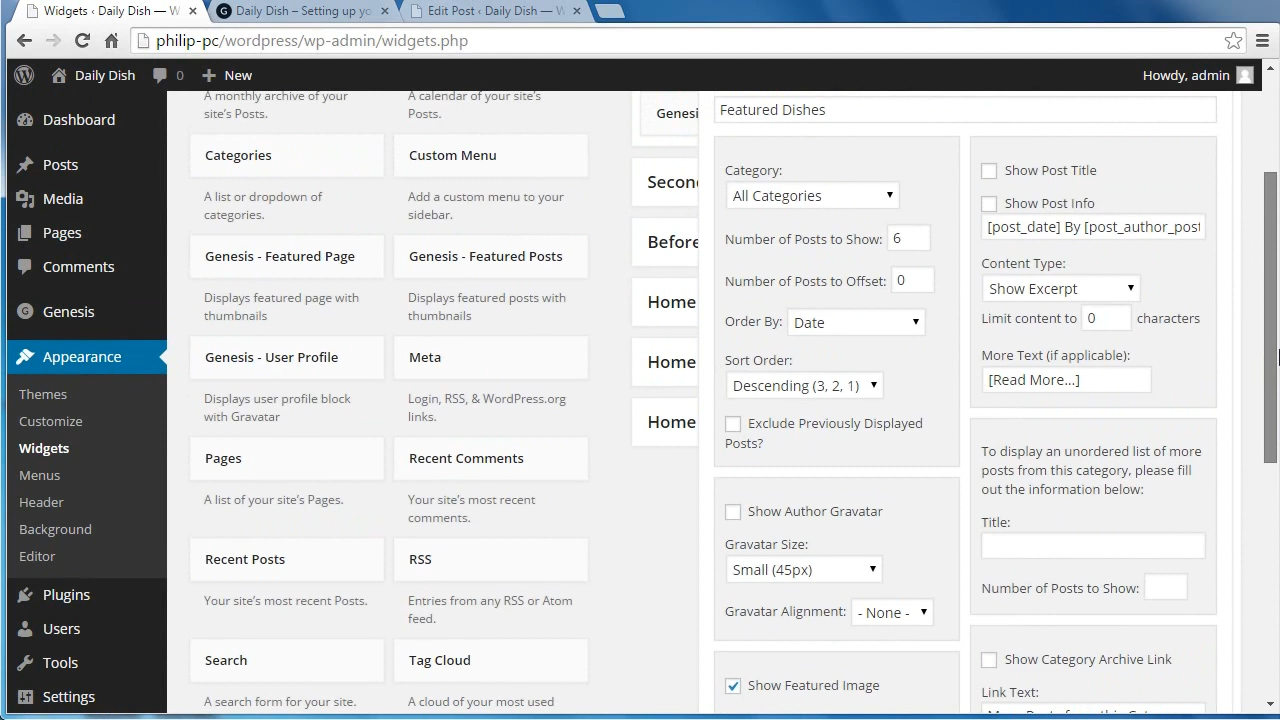 Widgets ‹ Daily Dish — W
Daily Dish – Setting up yo
Edit Post ‹ Daily Dish — W
philip-pc/wordpress/wp-admin/widgets.php
Daily Dish
0
New
Howdy, admin
Dashboard
Posts
Media
Pages
Comments
Genesis
Appearance
Themes
Customize
Widgets
Menus
Header
Background
Editor
Plugins
Users
Tools
Settings
A monthly archive of your
site's Posts.
A calendar of your site's
Posts.
Categories
Custom Menu
A list or dropdown of
categories.
Add a custom menu to your
sidebar.
Genesis - Featured Page
Genesis - Featured Posts
Displays featured page with
thumbnails
Displays featured posts with
thumbnails
Genesis - User Profile
Meta
Displays user profile block
with Gravatar
Login, RSS, & WordPress.org
links.
Pages
Recent Comments
A list of your site's Pages.
Your site's most recent
comments.
Recent Posts
RSS
Your site's most recent Posts.
Entries from any RSS or Atom
feed.
Search
Tag Cloud
A search form for your site.
A cloud of your most used
Genesi
Second
Before
Home
Home
Home
Featured Dishes
Category:
All Categories
Number of Posts to Show: 6
Number of Posts to Offset: 0
Order By: Date
Sort Order:
Descending (3, 2, 1)
Exclude Previously Displayed
Posts?
Show Author Gravatar
Gravatar Size:
Small (45px)
Gravatar Alignment: - None -
Show Featured Image
Show Post Title
Show Post Info
[post_date] By [post_author_post
Content Type:
Show Excerpt
Limit content to 0 characters
More Text (if applicable):
[Read More...]
To display an unordered list of more
posts from this category, please fill
out the information below:
Title:
Number of Posts to Show:
Show Category Archive Link
Link Text: